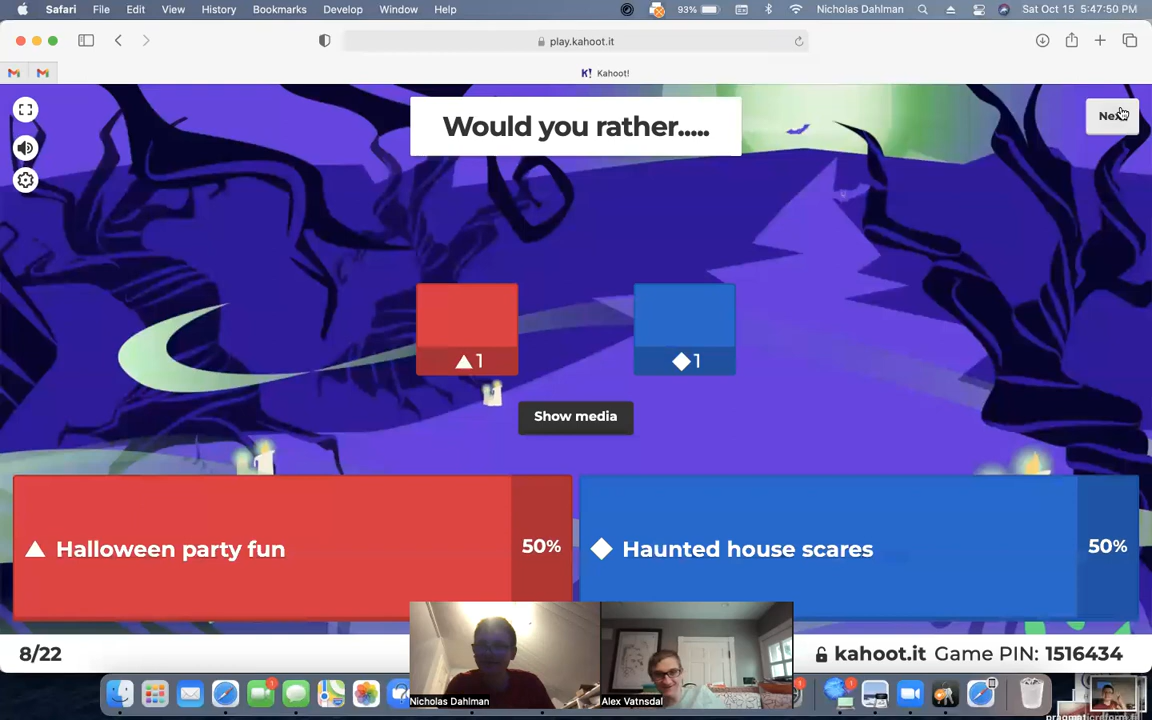 Safari File Edit View History Bookmarks Develop Window Help 93% Nicholas Dahlman Sat Oct 15 5:47:50 PM
play.kahoot.it
K! Kahoot!
Would you rather.....
1 1
Show media
Halloween party fun 50% Haunted house scares 50%
8/22 kahoot.it Game PIN: 1516434
Nicholas Dahlman Alex Vatnsdal